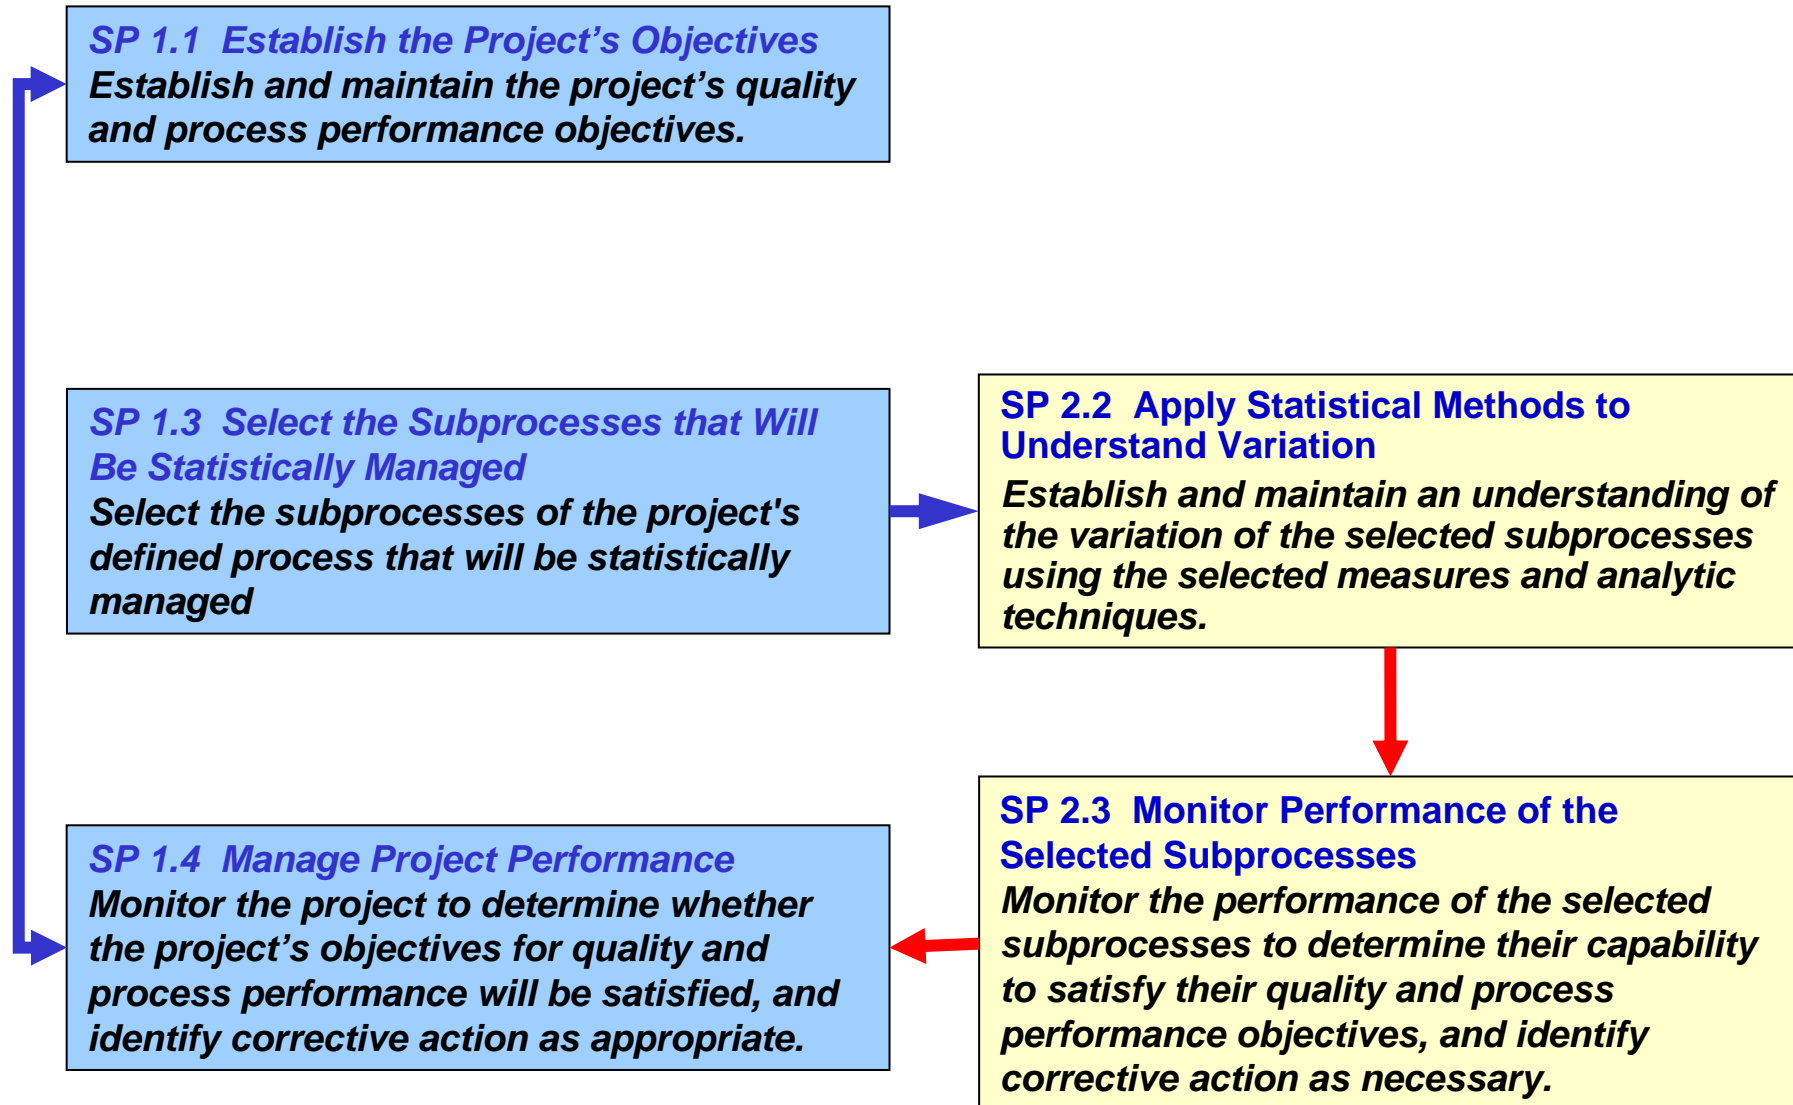 SP 1.1  Establish the Project’s Objectives
Establish and maintain the project’s quality
and process performance objectives.
SP 1.3  Select the Subprocesses that Will
Be Statistically Managed
Select the subprocesses of the project's
defined process that will be statistically
managed
SP 2.2  Apply Statistical Methods to
Understand Variation
Establish and maintain an understanding of
the variation of the selected subprocesses
using the selected measures and analytic
techniques.
SP 1.4  Manage Project Performance
Monitor the project to determine whether
the project’s objectives for quality and
process performance will be satisfied, and
identify corrective action as appropriate.
SP 2.3  Monitor Performance of the
Selected Subprocesses
Monitor the performance of the selected
subprocesses to determine their capability
to satisfy their quality and process
performance objectives, and identify
corrective action as necessary.